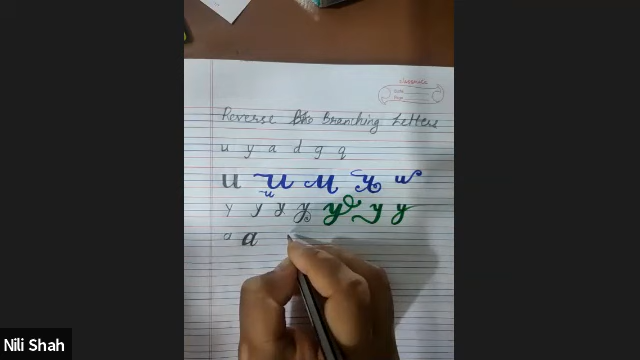 Reverse Branching Letters
u y a d g q
u u u y u
u
y y y y y y y
a a
Nili Shah